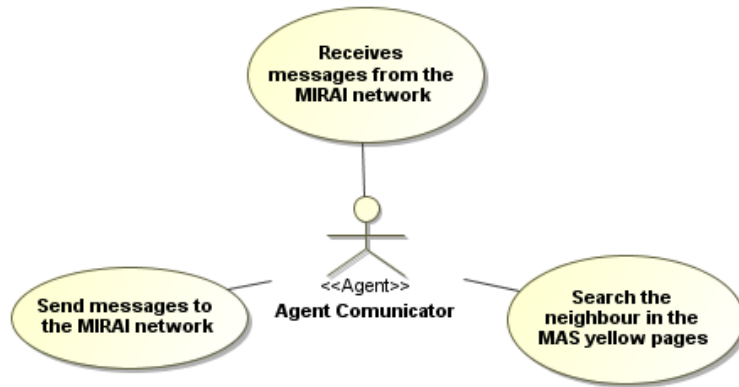 Receives
messages from the
MIRAI network
<<Agent>>
Agent Comunicator
Send messages to
the MIRAI network
Search the
neighbour in the
MAS yellow pages